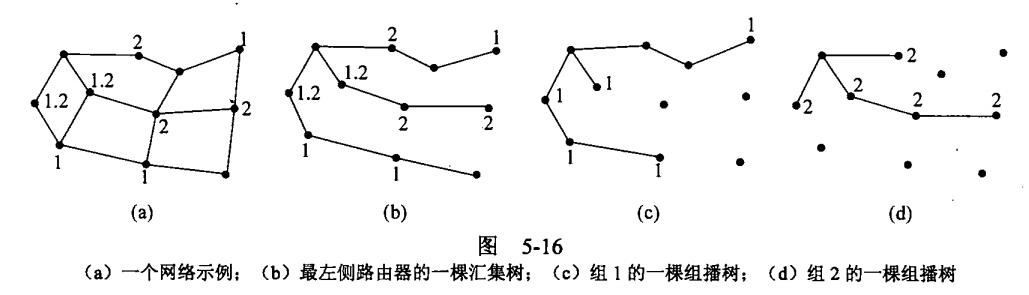 2 1 1.2 1.2 2 2 1 1
2 1 1.2 1.2 2 2 1 1
1 1 1 1 1
2 2 2 2 2
(a) (b) (c) (d)
图 5-16
(a)一个网络示例；(b)最左侧路由器的一棵汇集树；(c)组 1 的一棵组播树；(d)组 2 的一棵组播树